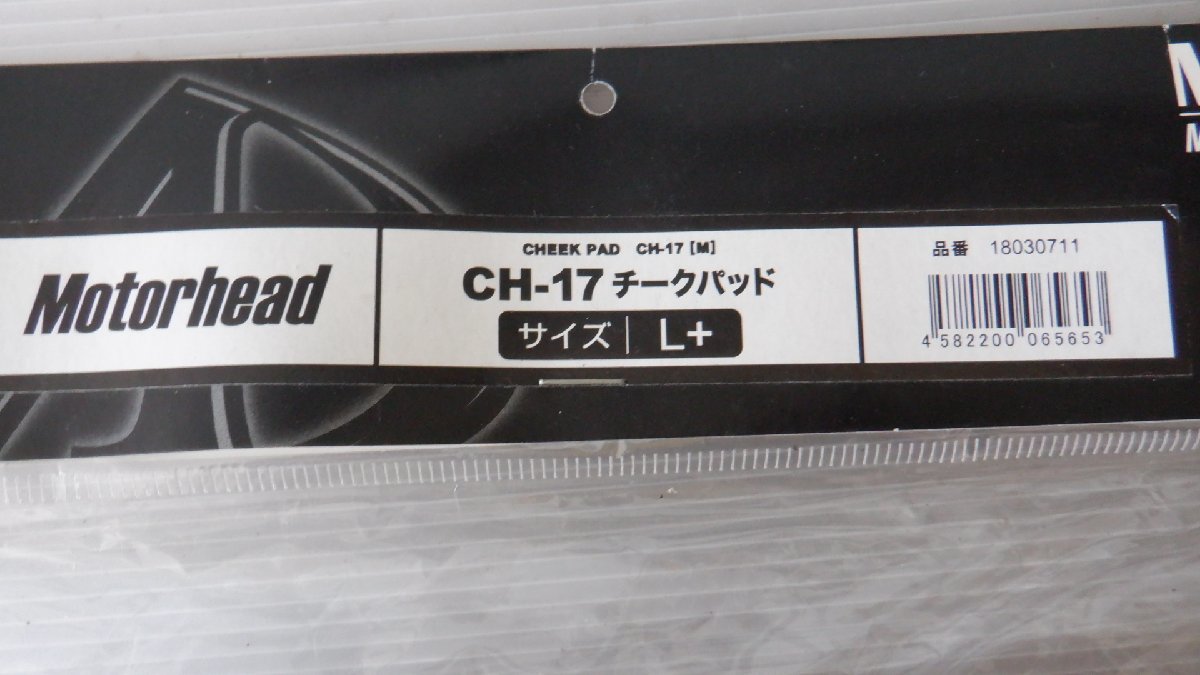 Motorhead
CHEEK PAD CH-17 [M]
CH-17 チークパッド
サイズ | L+
品番 18030711
4 582200 065653